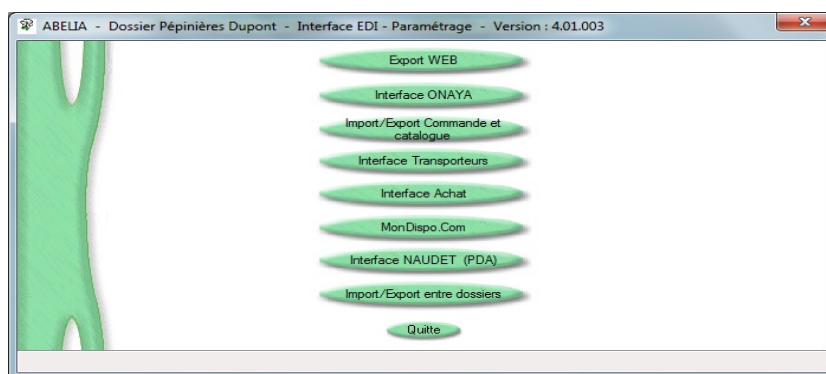 ABELIA - Dossier Pépinières Dupont - Interface EDI - Paramétrage - Version : 4.01.003
Export WEB
Interface ONAYA
Import/Export Commande et
catalogue
Interface Transporteurs
Interface Achat
MonDispo.Com
Interface NAUDET (PDA)
Import/Export entre dossiers
Quitte